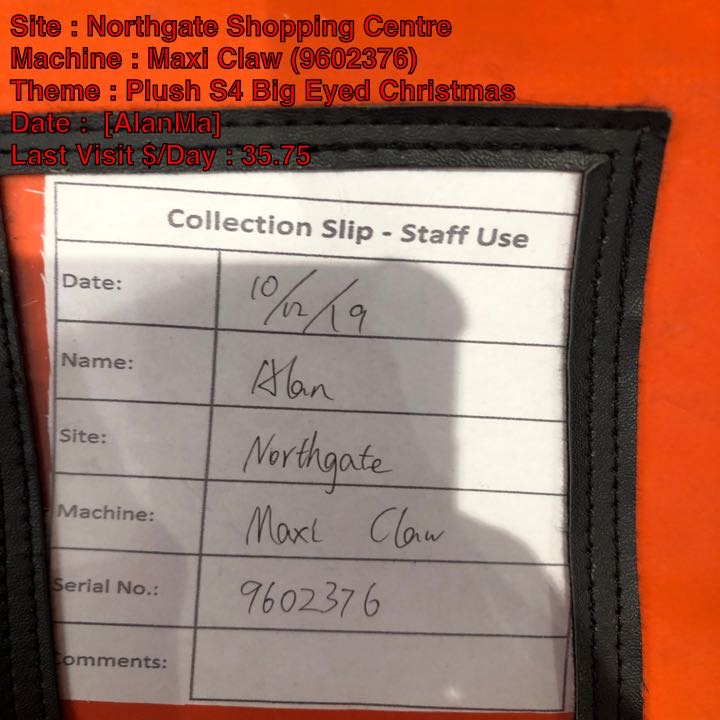 Site : Northgate Shopping Centre
Machine : Maxi Claw (9602376)
Theme : Plush S4 Big Eyed Christmas
Date :  [AlanMa]
Last Visit $/Day : 35.75
Collection Slip - Staff Use
Date: 10/12/19
Name: Alan
Site: Northgate
Machine: Maxi Claw
Serial No.: 9602376
Comments: